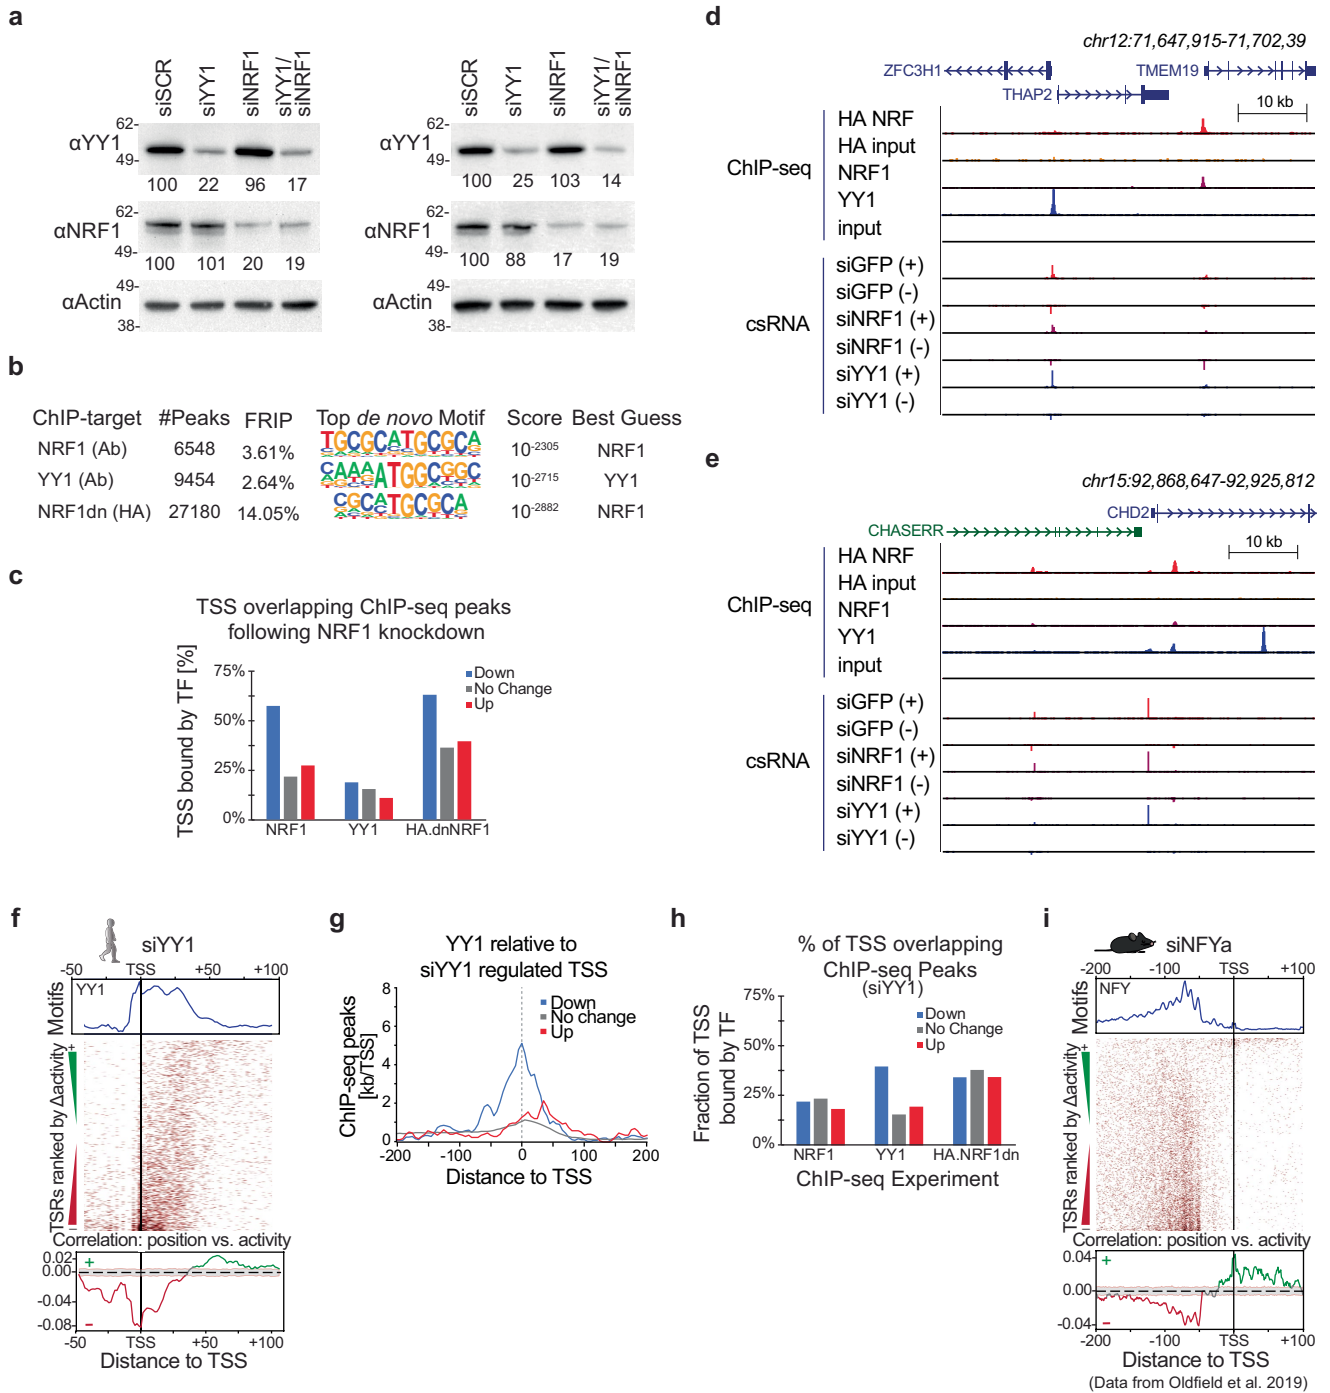 a
siSCR siYY1 siNRF1 siYY1/ siNRF1
62-
αYY1
49-
100 22 96 17
62-
αNRF1
49-
100 101 20 19
49-
αActin
38-
siSCR siYY1 siNRF1 siYY1/ siNRF1
62-
αYY1
49-
100 25 103 14
62-
αNRF1
49-
100 88 17 19
49-
αActin
38-
b
ChIP-target #Peaks FRIP Top de novo Motif Score Best Guess
NRF1 (Ab) 6548 3.61% TGCGCATGCGCA 10-2305 NRF1
YY1 (Ab) 9454 2.64% CAAAATGGCGGC 10-2715 YY1
NRF1dn (HA) 27180 14.05% CGCATGCGCA 10-2882 NRF1
c
TSS overlapping ChIP-seq peaks
following NRF1 knockdown
TSS bound by TF [%]
75%
50%
25%
0%
Down
No Change
Up
NRF1 YY1 HA.dnNRF1
d
chr12:71,647,915-71,702,39
ZFC3H1 TMEM19
THAP2
10 kb
ChIP-seq
HA NRF
HA input
NRF1
YY1
input
csRNA
siGFP (+)
siGFP (-)
siNRF1 (+)
siNRF1 (-)
siYY1 (+)
siYY1 (-)
e
chr15:92,868,647-92,925,812
CHD2
CHASERR
10 kb
ChIP-seq
HA NRF
HA input
NRF1
YY1
input
csRNA
siGFP (+)
siGFP (-)
siNRF1 (+)
siNRF1 (-)
siYY1 (+)
siYY1 (-)
f
siYY1
-50 TSS +50 +100
Motifs
YY1
TSRs ranked by Δactivity
+
–
Correlation: position vs. activity
0.02
0.00
-0.04
-0.08
+
–
TSS +50 +100
Distance to TSS
g
YY1 relative to
siYY1 regulated TSS
ChIP-seq peaks
[kb/TSS]
8
6
4
2
0
Down
No change
Up
-200 -100 0 100 200
Distance to TSS
h
% of TSS overlapping
ChIP-seq Peaks
(siYY1)
Fraction of TSS
bound by TF
75%
50%
25%
0%
Down
No Change
Up
NRF1 YY1 HA.NRF1dn
ChIP-seq Experiment
i
siNFYa
-200 -100 TSS +100
Motifs
NFY
TSRs ranked by Δactivity
+
–
Correlation: position vs. activity
0.04
0.00
-0.04
+
–
-200 -100 TSS +100
Distance to TSS
(Data from Oldfield et al. 2019)